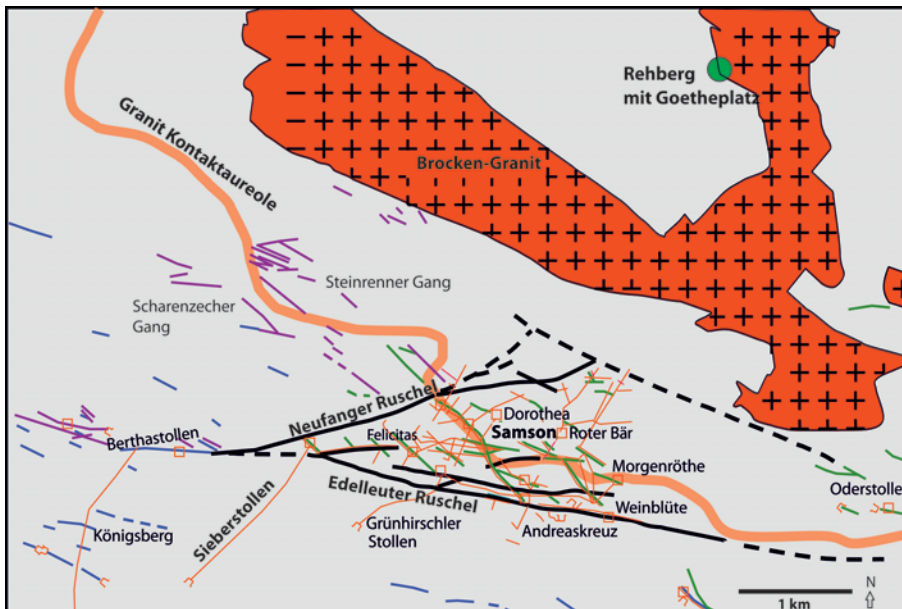 Rehberg
mit Goetheplatz
Granit Kontaktaureole
Brocken-Granit
Steinrenner Gang
Scharenzecher
Gang
Neufanger Ruschel
Dorothea
Felicitas
Samson
Roter Bär
Berthastollen
Morgenröthe
Edelleuter Ruschel
Oderstollen
Weinblüte
Sieberstollen
Grünhirschler
Stollen
Andreaskreuz
Königsberg
N
1 km